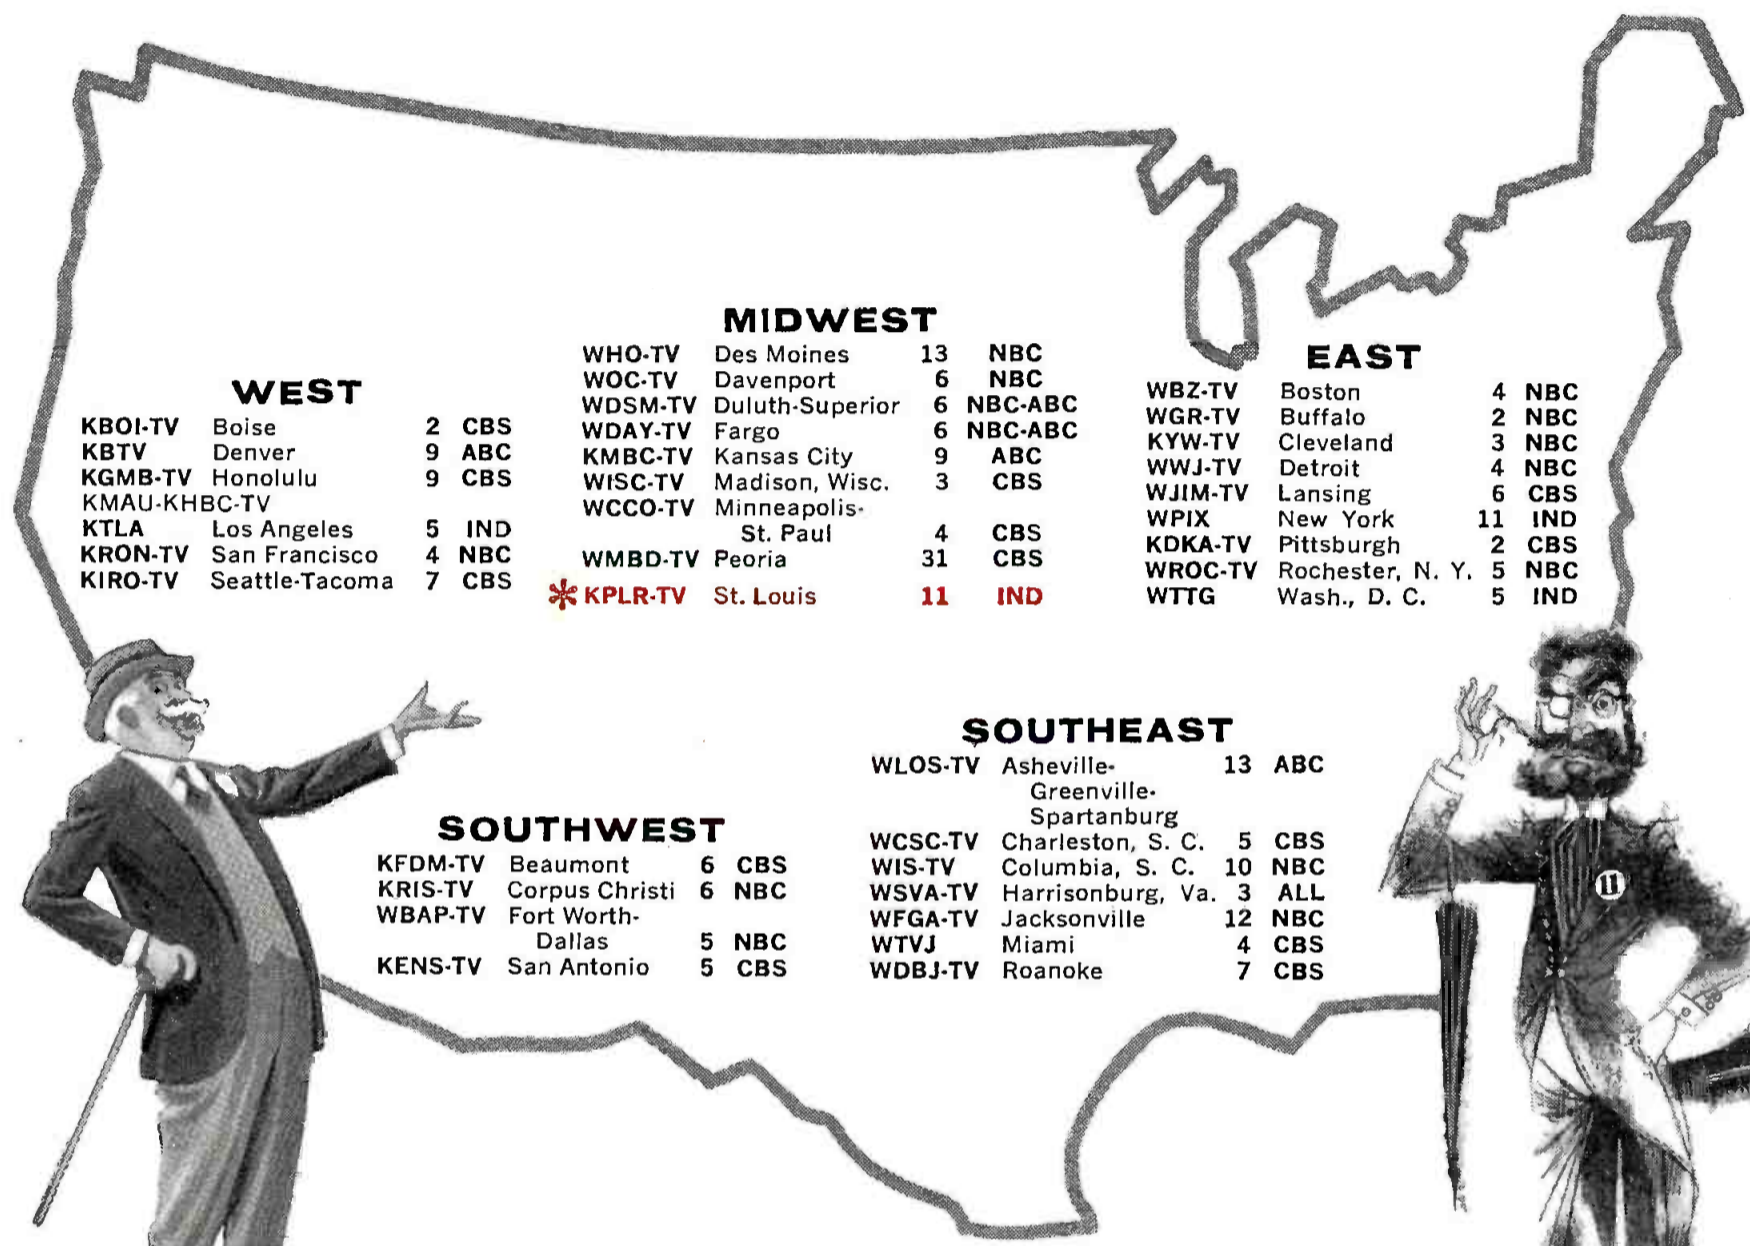 WEST
KBOI-TV Boise 2 CBS
KBTV Denver 9 ABC
KGMB-TV Honolulu 9 CBS
KMAU-KHBC-TV
KTLA Los Angeles 5 IND
KRON-TV San Francisco 4 NBC
KIRO-TV Seattle-Tacoma 7 CBS
MIDWEST
WHO-TV Des Moines 13 NBC
WOC-TV Davenport 6 NBC
WDSM-TV Duluth-Superior 6 NBC-ABC
WDAY-TV Fargo 6 NBC-ABC
KMBC-TV Kansas City 9 ABC
WISC-TV Madison, Wisc. 3 CBS
WCCO-TV Minneapolis-
St. Paul 4 CBS
WMBD-TV Peoria 31 CBS
* KPLR-TV St. Louis 11 IND
EAST
WBZ-TV Boston 4 NBC
WGR-TV Buffalo 2 NBC
KYW-TV Cleveland 3 NBC
WWJ-TV Detroit 4 NBC
WJIM-TV Lansing 6 CBS
WPIX New York 11 IND
KDKA-TV Pittsburgh 2 CBS
WROC-TV Rochester, N. Y. 5 NBC
WTTG Wash., D. C. 5 IND
SOUTHWEST
KFDM-TV Beaumont 6 CBS
KRIS-TV Corpus Christi 6 NBC
WBAP-TV Fort Worth-
Dallas 5 NBC
KENS-TV San Antonio 5 CBS
SOUTHEAST
WLOS-TV Asheville- 13 ABC
Greenville-
Spartanburg
WCSC-TV Charleston, S. C. 5 CBS
WIS-TV Columbia, S. C. 10 NBC
WSVA-TV Harrisonburg, Va. 3 ALL
WFGA-TV Jacksonville 12 NBC
WTVJ Miami 4 CBS
WDBJ-TV Roanoke 7 CBS
11